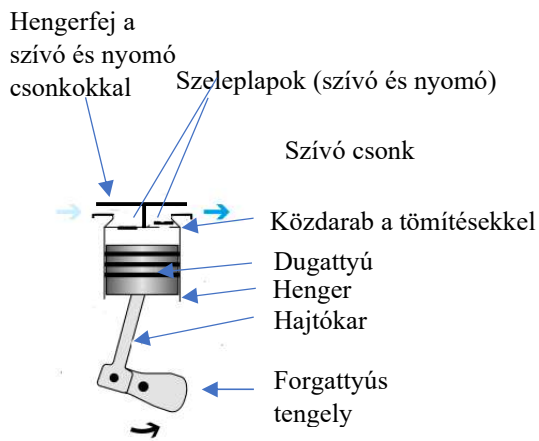 Hengerfej a
szívó és nyomó
csonkokkal
Szeleplapok (szívó és nyomó)
Szívó csonk
Közdarab a tömítésekkel
Dugattyú
Henger
Hajtókar
Forgattyús
tengely